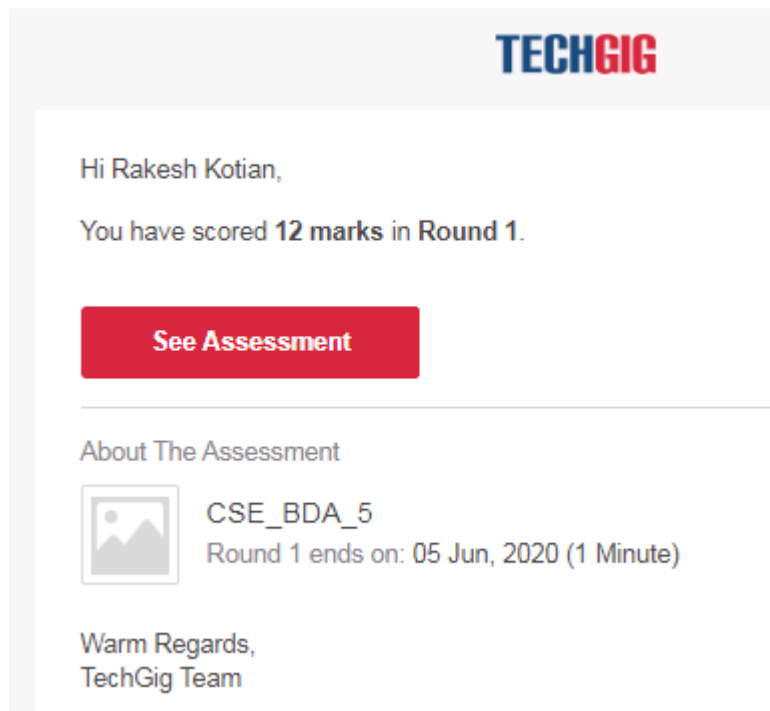 TECHGIG
Hi Rakesh Kotian,
You have scored 12 marks in Round 1.
See Assessment
About The Assessment
CSE_BDA_5
Round 1 ends on: 05 Jun, 2020 (1 Minute)
Warm Regards,
TechGig Team